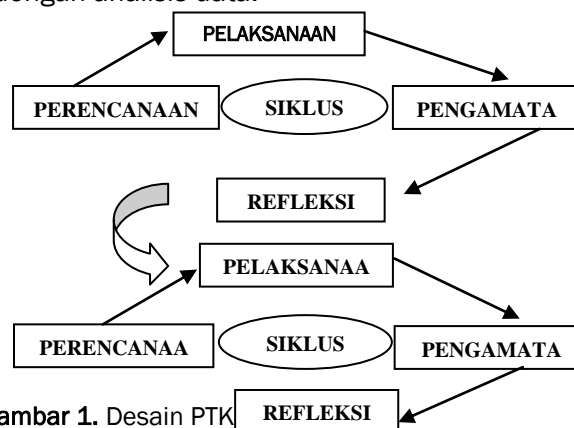 dengan analisis data.
PELAKSANAAN
PERENCANAAN SIKLUS PENGAMATA
REFLEKSI
PELAKSANAA
PERENCANAA SIKLUS PENGAMATA
ambar 1. Desain PTK REFLEKSI